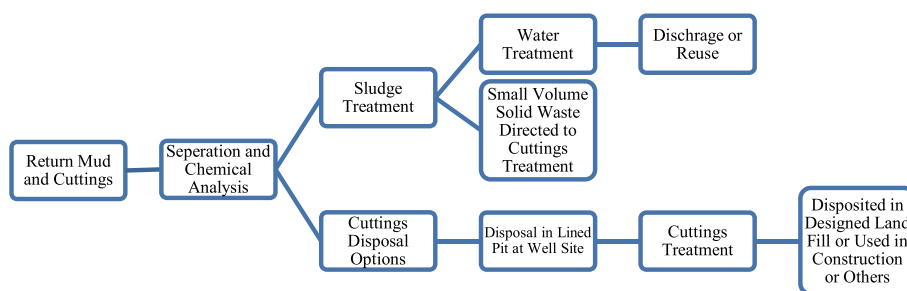 Return Mud
and Cuttings
Seperation and
Chemical
Analysis
Sludge
Treatment
Water
Treatment
Dischrage or
Reuse
Small Volume
Solid Waste
Directed to
Cuttings
Treatment
Cuttings
Disposal
Options
Disposal in Lined
Pit at Well Site
Cuttings
Treatment
Disposited in
Designed Land
Fill or Used in
Construction
or Others